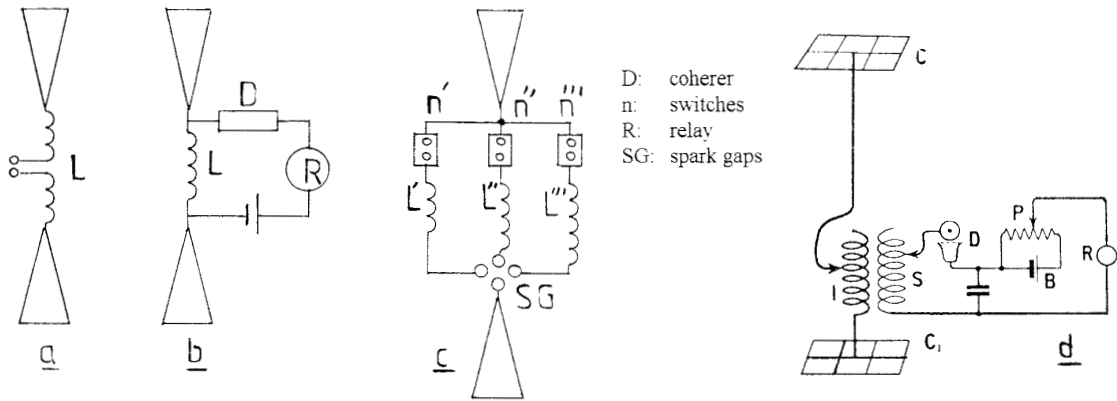 L
a
D
L
R
b
n' n'' n'''
L' L'' L'''
SG
c
D: coherer
n: switches
R: relay
SG: spark gaps
C
P
D
R
I
S
B
C₁
d